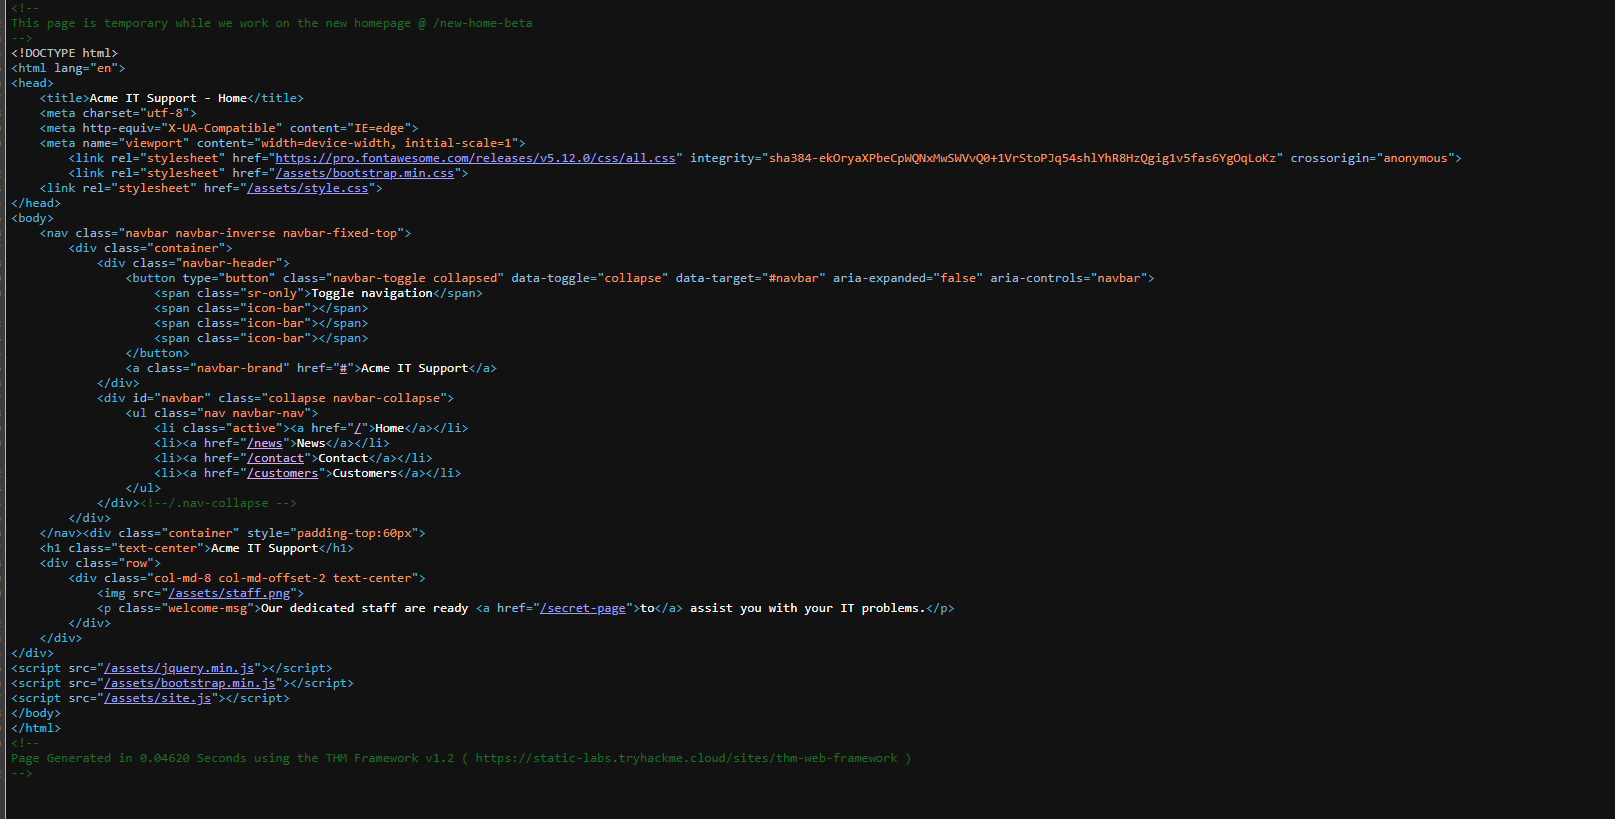 <!--
This page is temporary while we work on the new homepage @ /new-home-beta
-->
<!DOCTYPE html>
<html lang="en">
<head>
    <title>Acme IT Support - Home</title>
    <meta charset="utf-8">
    <meta http-equiv="X-UA-Compatible" content="IE=edge">
    <meta name="viewport" content="width=device-width, initial-scale=1">
        <link rel="stylesheet" href="https://pro.fontawesome.com/releases/v5.12.0/css/all.css" integrity="sha384-ekOryaXPbeCpWQNxMwSWVvQ0+1VrStoPJq54shlYhR8HzQgig1v5fas6YgOqLoKz" crossorigin="anonymous">
        <link rel="stylesheet" href="/assets/bootstrap.min.css">
    <link rel="stylesheet" href="/assets/style.css">
</head>
<body>
    <nav class="navbar navbar-inverse navbar-fixed-top">
        <div class="container">
            <div class="navbar-header">
                <button type="button" class="navbar-toggle collapsed" data-toggle="collapse" data-target="#navbar" aria-expanded="false" aria-controls="navbar">
                    <span class="sr-only">Toggle navigation</span>
                    <span class="icon-bar"></span>
                    <span class="icon-bar"></span>
                    <span class="icon-bar"></span>
                </button>
                <a class="navbar-brand" href="#">Acme IT Support</a>
            </div>
            <div id="navbar" class="collapse navbar-collapse">
                <ul class="nav navbar-nav">
                    <li class="active"><a href="/">Home</a></li>
                    <li><a href="/news">News</a></li>
                    <li><a href="/contact">Contact</a></li>
                    <li><a href="/customers">Customers</a></li>
                </ul>
            </div><!--/.nav-collapse -->
        </div>
    </nav><div class="container" style="padding-top:60px">
    <h1 class="text-center">Acme IT Support</h1>
    <div class="row">
        <div class="col-md-8 col-md-offset-2 text-center">
            <img src="/assets/staff.png">
            <p class="welcome-msg">Our dedicated staff are ready <a href="/secret-page">to</a> assist you with your IT problems.</p>
        </div>
    </div>
</div>
<script src="/assets/jquery.min.js"></script>
<script src="/assets/bootstrap.min.js"></script>
<script src="/assets/site.js"></script>
</body>
</html>
<!--
Page Generated in 0.04620 Seconds using the THM Framework v1.2 ( https://static-labs.tryhackme.cloud/sites/thm-web-framework )
-->